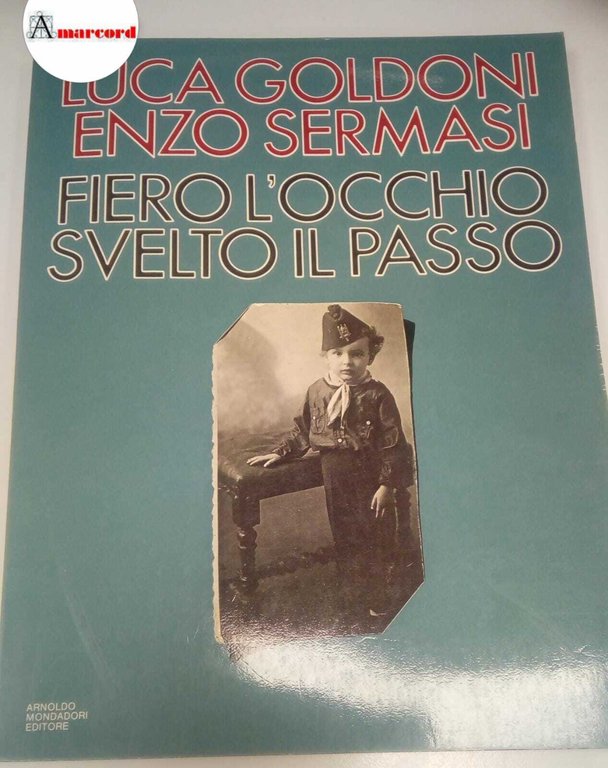 Amarcord
LUCA GOLDONI
ENZO SERMASI
FIERO L'OCCHIO
SVELTO IL PASSO
ARNOLDO
MONDADORI
EDITORE